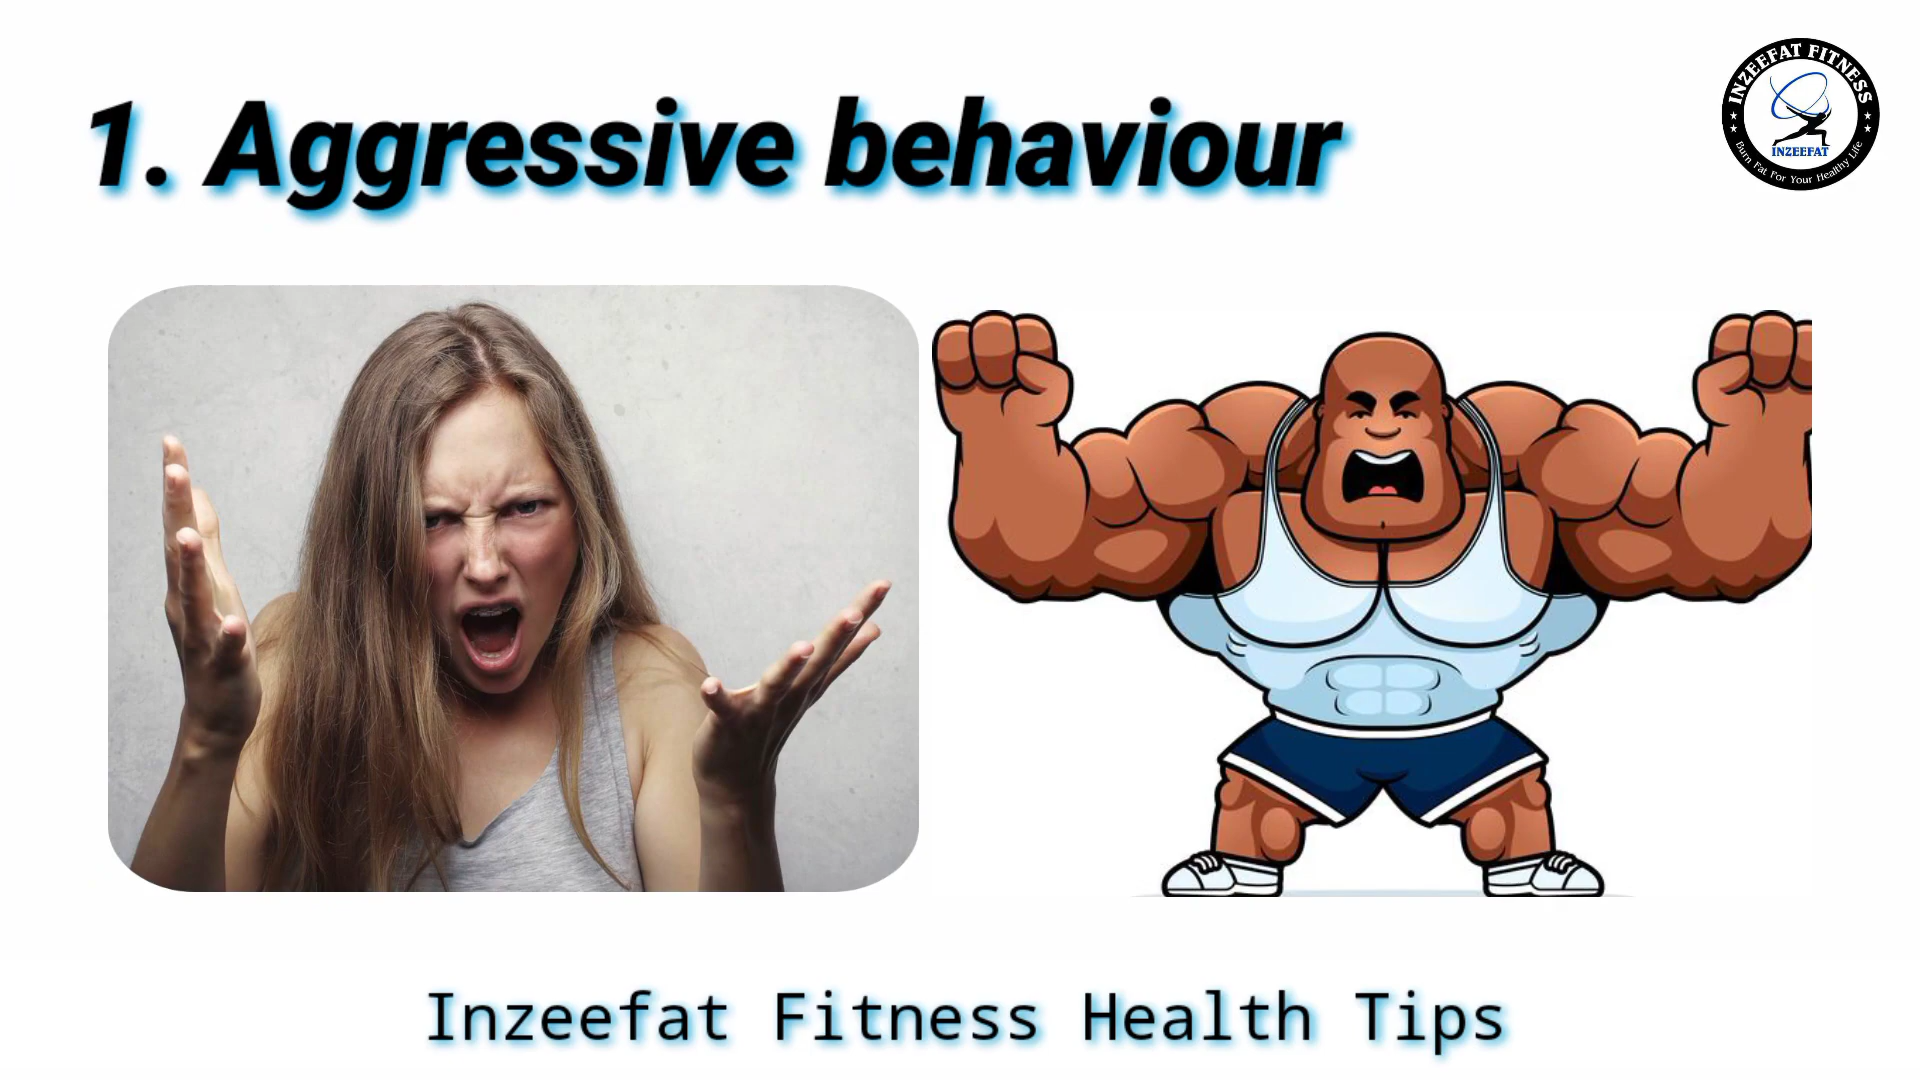 1. Aggressive behaviour
INZEEFAT FITNESS
INZEEFAT
Burn Fat For Your Healthy Life
Inzeefat Fitness Health Tips